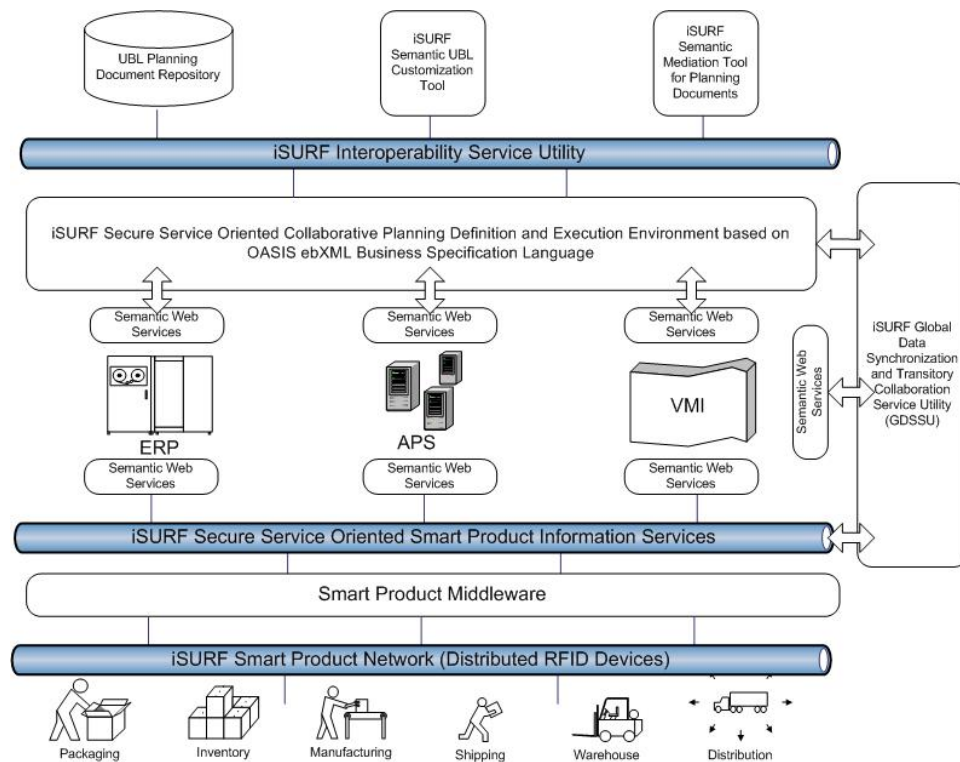 UBL Planning
Document Repository
iSURF
Semantic UBL
Customization
Tool
iSURF
Semantic
Mediation Tool
for Planning
Documents
iSURF Interoperability Service Utility
iSURF Secure Service Oriented Collaborative Planning Definition and Execution Environment based on
OASIS ebXML Business Specification Language
Semantic Web
Services
Semantic Web
Services
Semantic Web
Services
ERP
APS
VMI
Semantic Web
Services
iSURF Global
Data
Synchronization
and Transitory
Collaboration
Service Utility
(GDSSU)
Semantic Web
Services
Semantic Web
Services
Semantic Web
Services
iSURF Secure Service Oriented Smart Product Information Services
Smart Product Middleware
iSURF Smart Product Network (Distributed RFID Devices)
Packaging
Inventory
Manufacturing
Shipping
Warehouse
Distribution